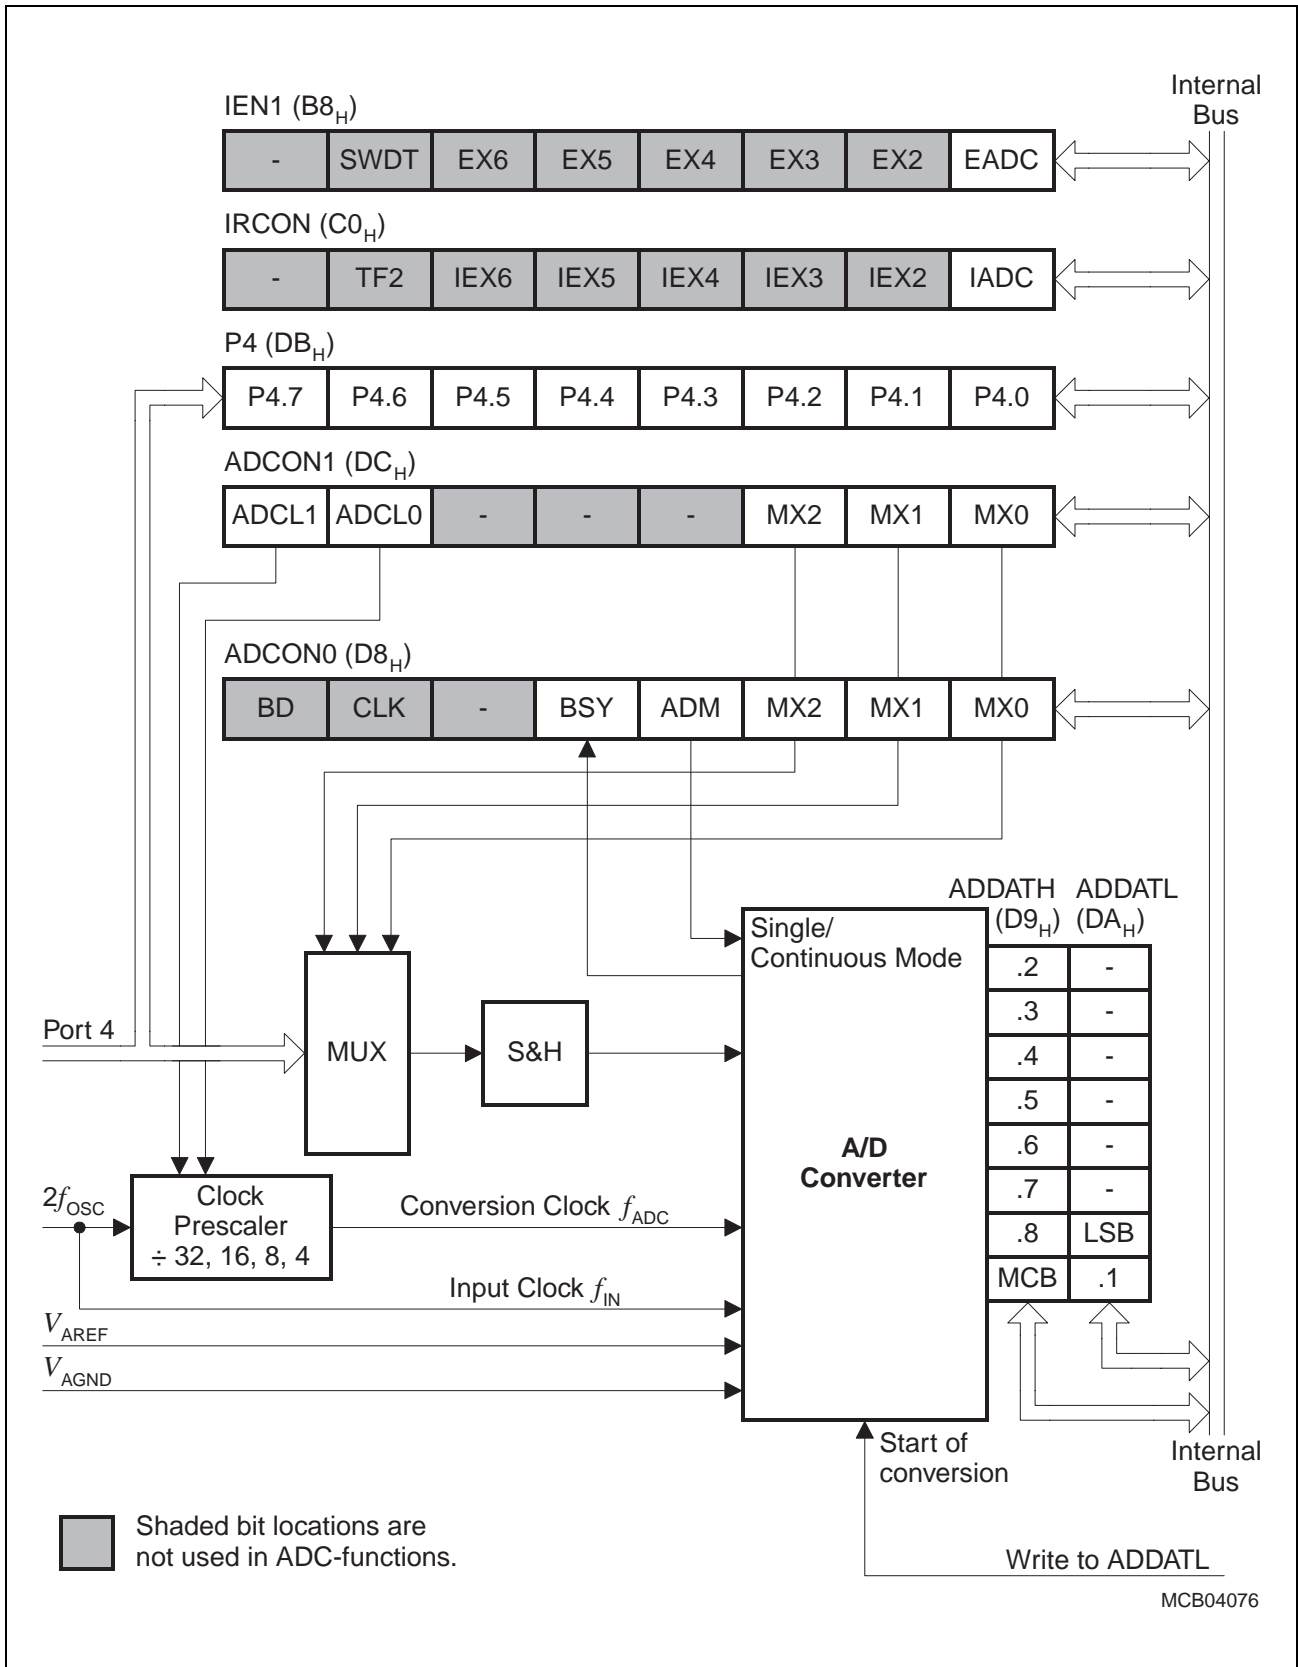 Internal
Bus
IEN1 (B8H)
- SWDT EX6 EX5 EX4 EX3 EX2 EADC
IRCON (C0H)
- TF2 IEX6 IEX5 IEX4 IEX3 IEX2 IADC
P4 (DBH)
P4.7 P4.6 P4.5 P4.4 P4.3 P4.2 P4.1 P4.0
ADCON1 (DCH)
ADCL1 ADCL0 - - - MX2 MX1 MX0
ADCON0 (D8H)
BD CLK - BSY ADM MX2 MX1 MX0
ADDATH ADDATL
(D9H) (DAH)
Single/
Continuous Mode
.2 -
.3 -
.4 -
.5 -
.6 -
.7 -
.8 LSB
MCB .1
Port 4
MUX
S&H
A/D
Converter
2fOSC
Clock
Prescaler
÷ 32, 16, 8, 4
Conversion Clock fADC
Input Clock fIN
VAREF
VAGND
Start of
conversion
Internal
Bus
Shaded bit locations are
not used in ADC-functions.
Write to ADDATL
MCB04076